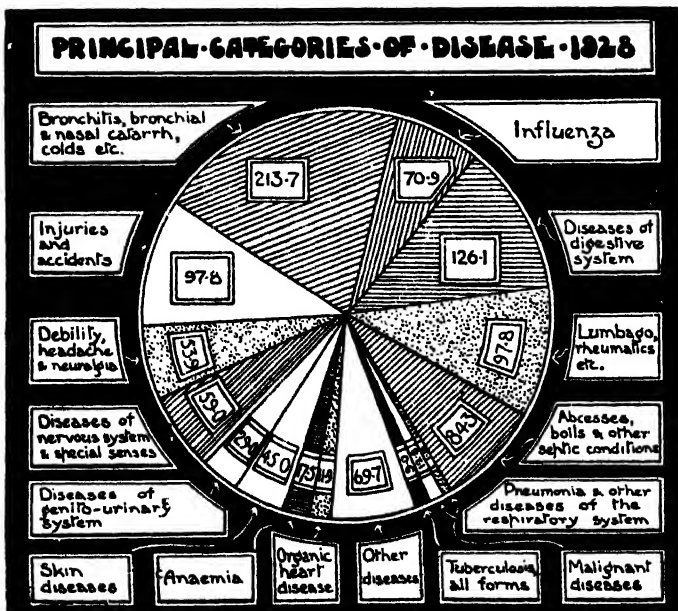 PRINCIPAL·CATEGORIES·OF·DISEASE·1928
Bronchitis, bronchial
& nasal catarrh,
colds etc.
Influenza
213·7
70·9
Injuries
and
accidents
Diseases of
digestive
system
126·1
97·8
Debility,
headache
& neuralgia
Lumbago,
rheumatics
etc.
53·9
97·8
59·0
84·3
Diseases of
nervous system
& special senses
Abcesses,
boils & other
septic conditions
45·0
17·5
69·7
Diseases of
genito-urinary
system
Pneumonia & other
diseases of the
respiratory system
Skin
diseases
Anaemia
Organic
heart
disease
Other
diseases
Tuberculosis,
all forms
Malignant
diseases